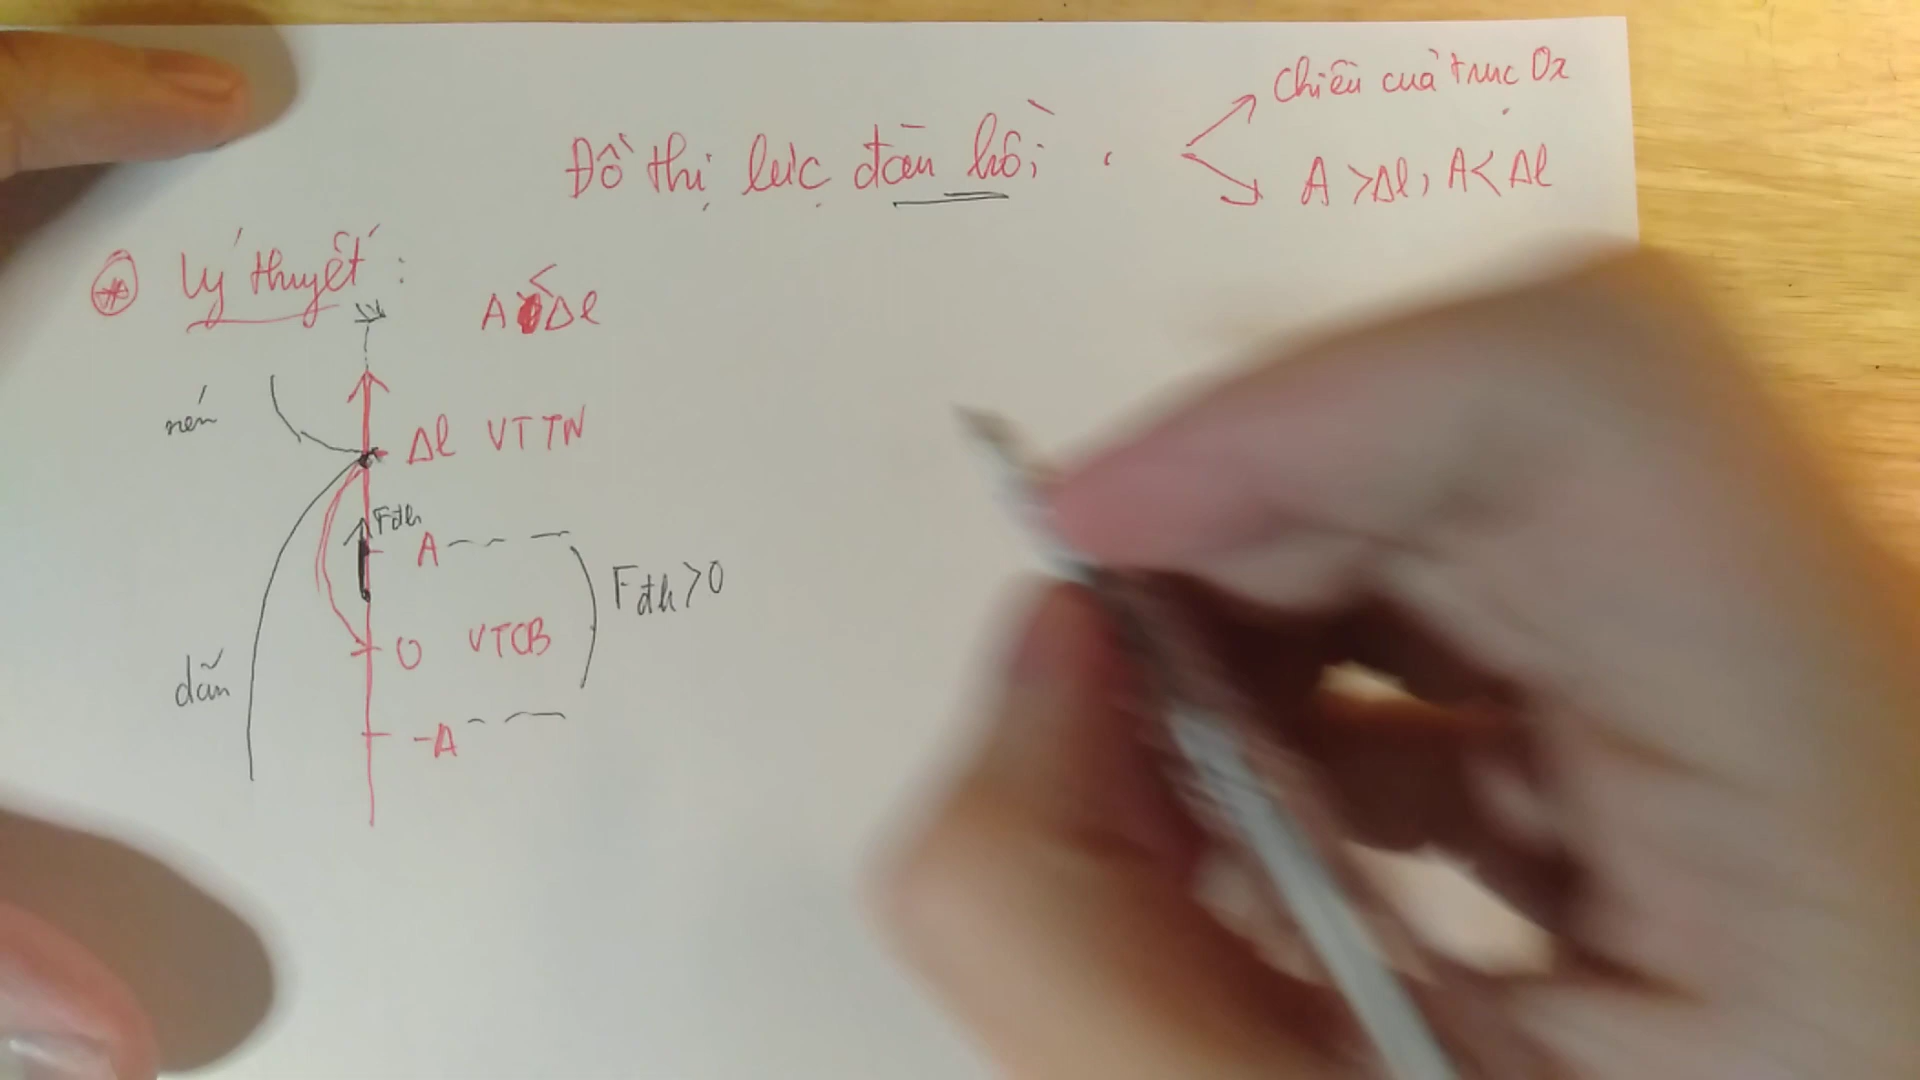 Đồ thị lực đàn hồi.
Chiều của trục Ox
A > Δl, A < Δl
Lý thuyết:
A < Δl
nén
Δl VTTN
Fđh
A
Fđh > 0
O VTCB
dãn
-A